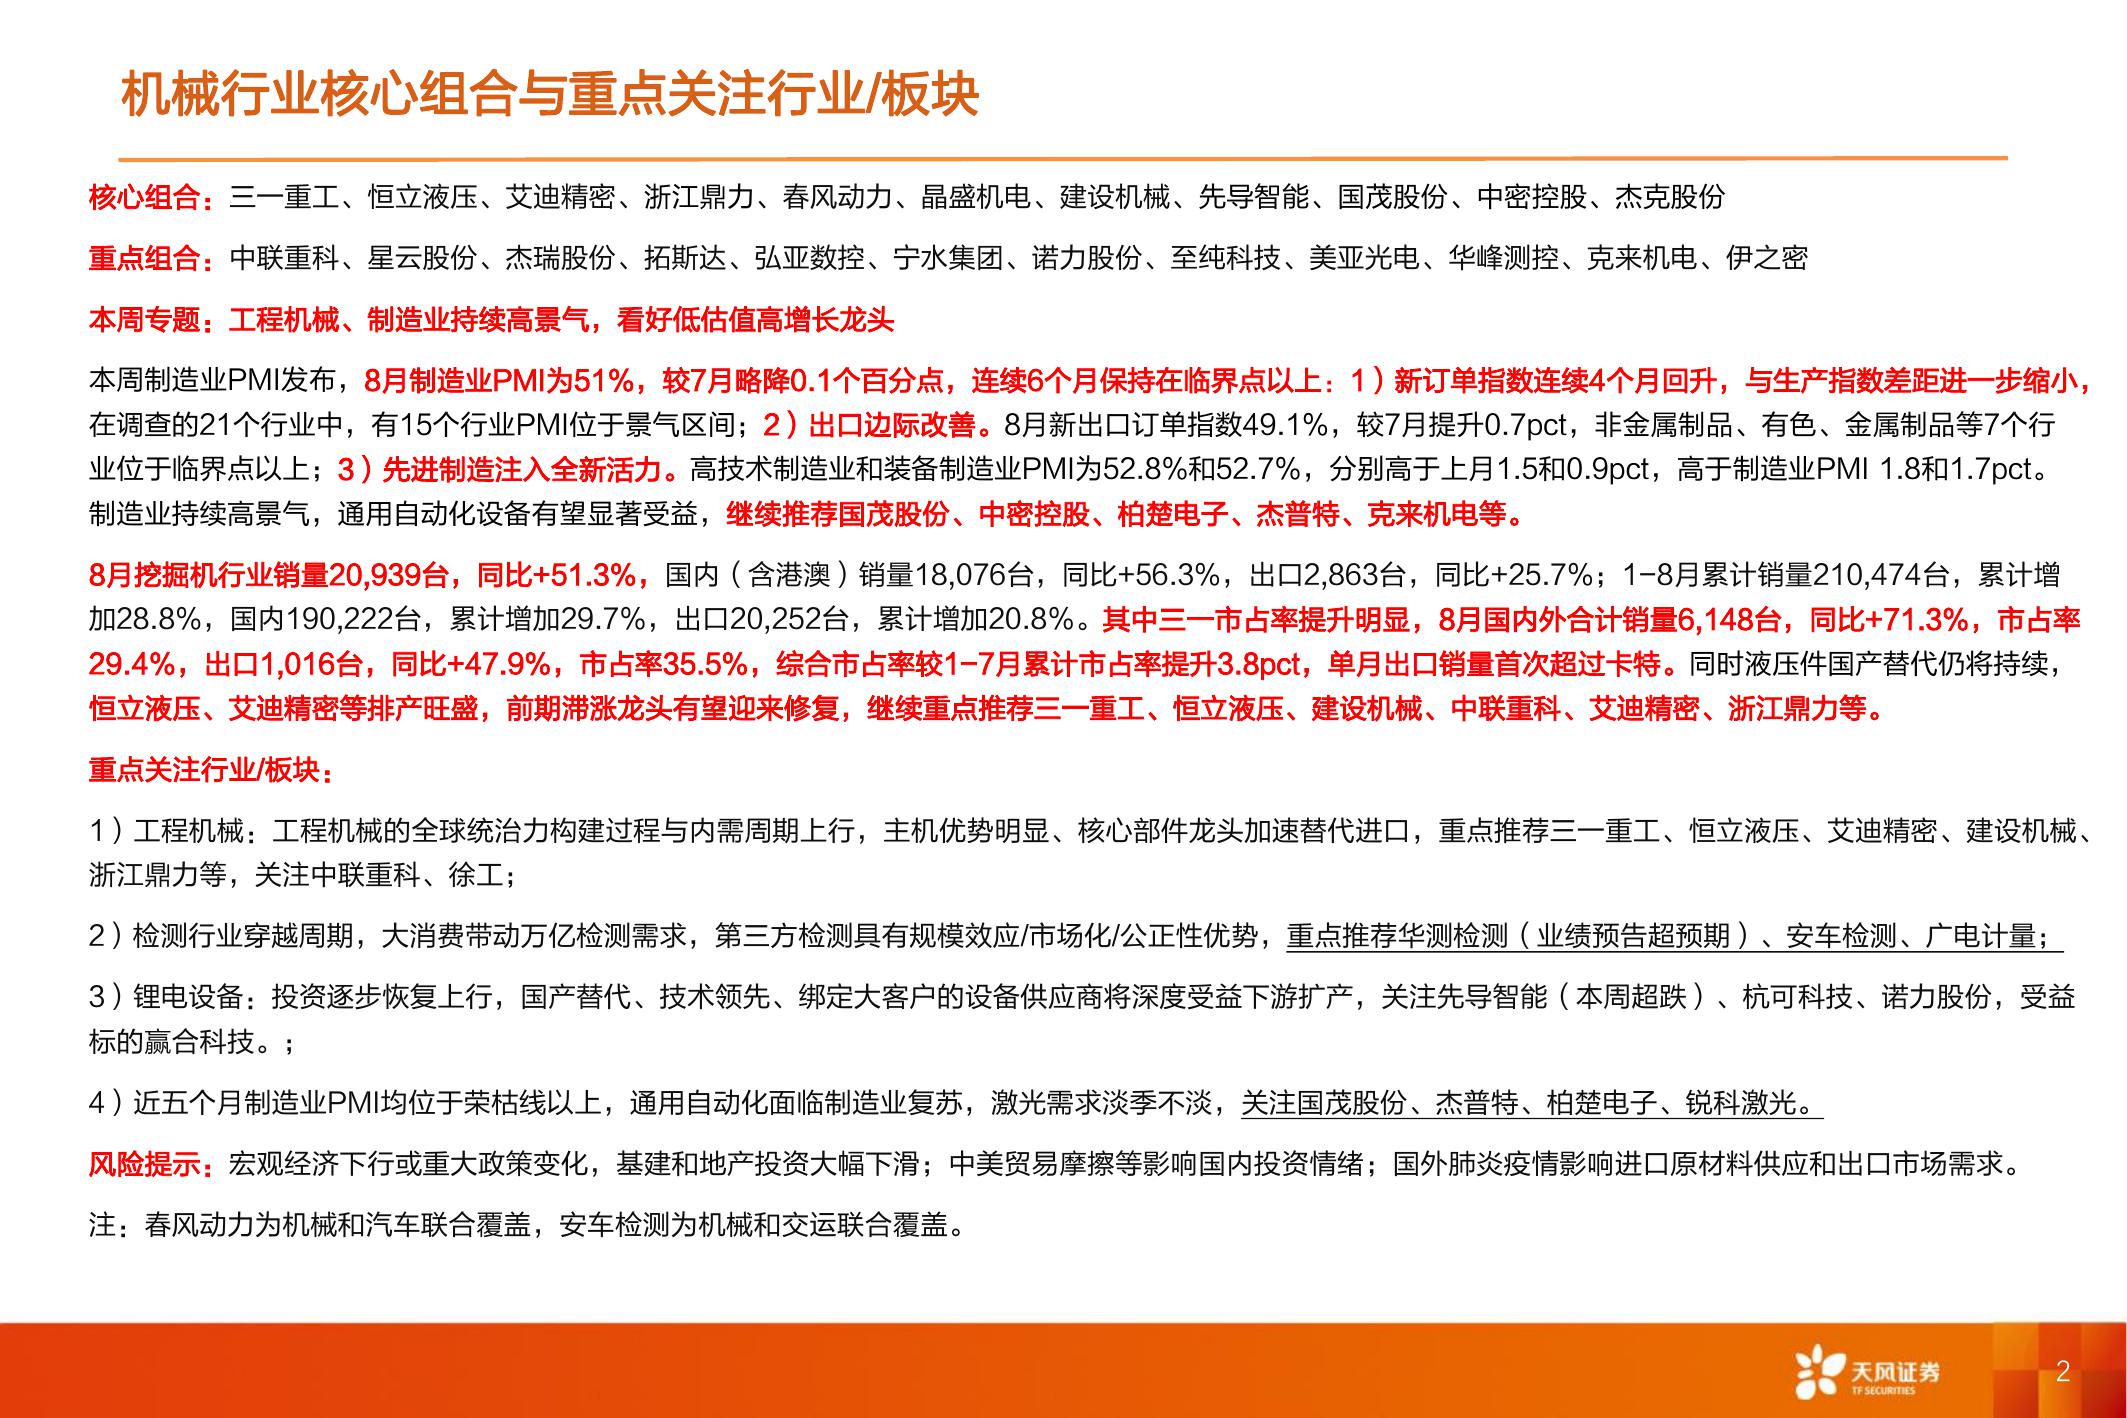 机械行业核心组合与重点关注行业/板块
核心组合：三一重工、恒立液压、艾迪精密、浙江鼎力、春风动力、晶盛机电、建设机械、先导智能、国茂股份、中密控股、杰克股份
重点组合：中联重科、星云股份、杰瑞股份、拓斯达、弘亚数控、宁水集团、诺力股份、至纯科技、美亚光电、华峰测控、克来机电、伊之密
本周专题：工程机械、制造业持续高景气，看好低估值高增长龙头
本周制造业PMI发布，8月制造业PMI为51%，较7月略降0.1个百分点，连续6个月保持在临界点以上：1）新订单指数连续4个月回升，与生产指数差距进一步缩小，
在调查的21个行业中，有15个行业PMI位于景气区间；2）出口边际改善。8月新出口订单指数49.1%，较7月提升0.7pct，非金属制品、有色、金属制品等7个行
业位于临界点以上；3）先进制造注入全新活力。高技术制造业和装备制造业PMI为52.8%和52.7%，分别高于上月1.5和0.9pct，高于制造业PMI 1.8和1.7pct。
制造业持续高景气，通用自动化设备有望显著受益，继续推荐国茂股份、中密控股、柏楚电子、杰普特、克来机电等。
8月挖掘机行业销量20,939台，同比+51.3%，国内（含港澳）销量18,076台，同比+56.3%，出口2,863台，同比+25.7%；1-8月累计销量210,474台，累计增
加28.8%，国内190,222台，累计增加29.7%，出口20,252台，累计增加20.8%。其中三一市占率提升明显，8月国内外合计销量6,148台，同比+71.3%，市占率
29.4%，出口1,016台，同比+47.9%，市占率35.5%，综合市占率较1-7月累计市占率提升3.8pct，单月出口销量首次超过卡特。同时液压件国产替代仍将持续，
恒立液压、艾迪精密等排产旺盛，前期滞涨龙头有望迎来修复，继续重点推荐三一重工、恒立液压、建设机械、中联重科、艾迪精密、浙江鼎力等。
重点关注行业/板块：
1）工程机械：工程机械的全球统治力构建过程与内需周期上行，主机优势明显、核心部件龙头加速替代进口，重点推荐三一重工、恒立液压、艾迪精密、建设机械、
浙江鼎力等，关注中联重科、徐工；
2）检测行业穿越周期，大消费带动万亿检测需求，第三方检测具有规模效应/市场化/公正性优势，重点推荐华测检测（业绩预告超预期）、安车检测、广电计量；
3）锂电设备：投资逐步恢复上行，国产替代、技术领先、绑定大客户的设备供应商将深度受益下游扩产，关注先导智能（本周超跌）、杭可科技、诺力股份，受益
标的赢合科技。；
4）近五个月制造业PMI均位于荣枯线以上，通用自动化面临制造业复苏，激光需求淡季不淡，关注国茂股份、杰普特、柏楚电子、锐科激光。
风险提示：宏观经济下行或重大政策变化，基建和地产投资大幅下滑；中美贸易摩擦等影响国内投资情绪；国外肺炎疫情影响进口原材料供应和出口市场需求。
注：春风动力为机械和汽车联合覆盖，安车检测为机械和交运联合覆盖。
天风证券
TF SECURITIES
2